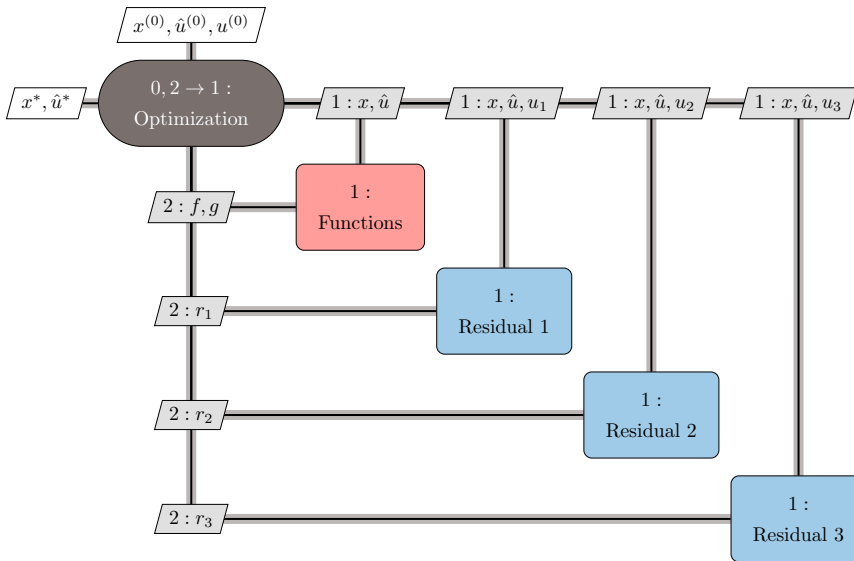 x^{(0)}, \hat{u}^{(0)}, u^{(0)}
x^*, \hat{u}^*
0, 2 → 1 :
Optimization
1 : x, \hat{u}
1 : x, \hat{u}, u_1
1 : x, \hat{u}, u_2
1 : x, \hat{u}, u_3
2 : f, g
1 :
Functions
2 : r_1
1 :
Residual 1
2 : r_2
1 :
Residual 2
2 : r_3
1 :
Residual 3